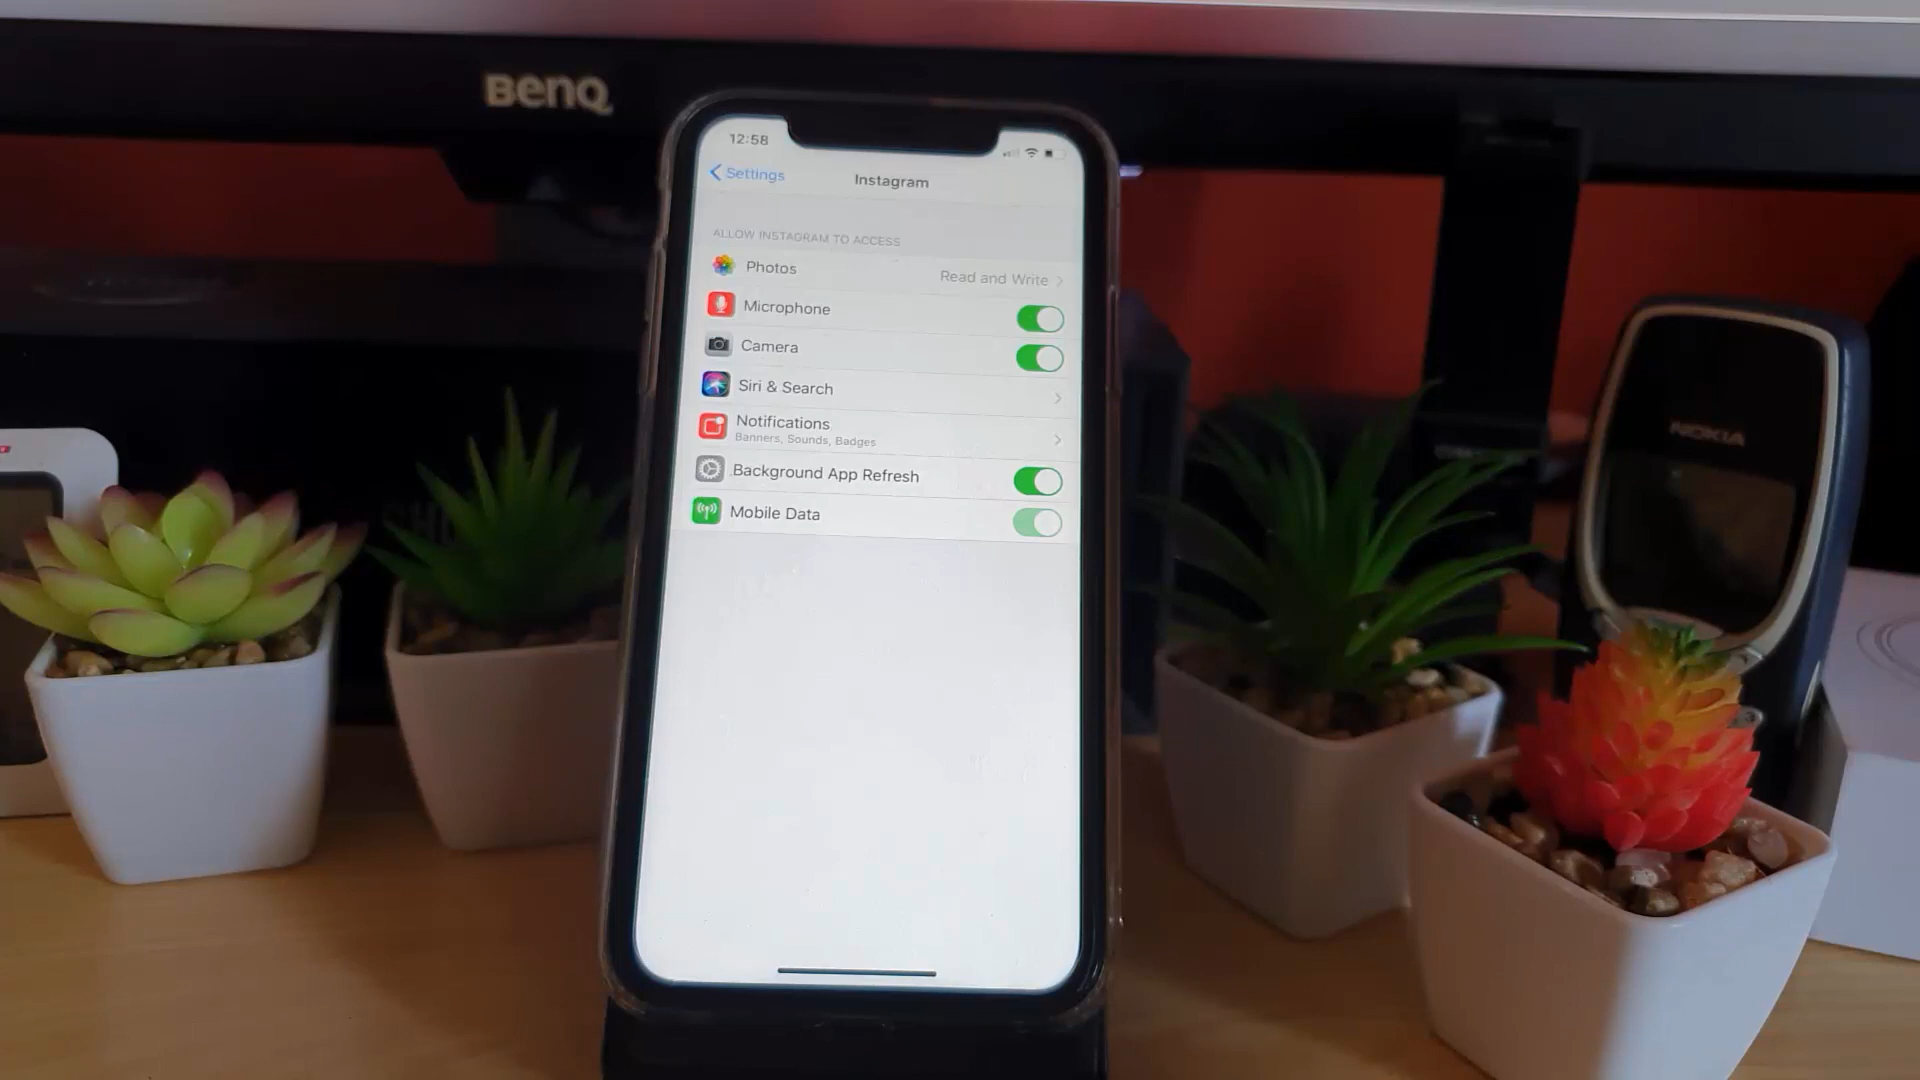 BenQ
12:58
Settings
Instagram
ALLOW INSTAGRAM TO ACCESS
Photos
Read and Write
Microphone
Camera
Siri & Search
Notifications
Banners, Sounds, Badges
Background App Refresh
Mobile Data
NOKIA